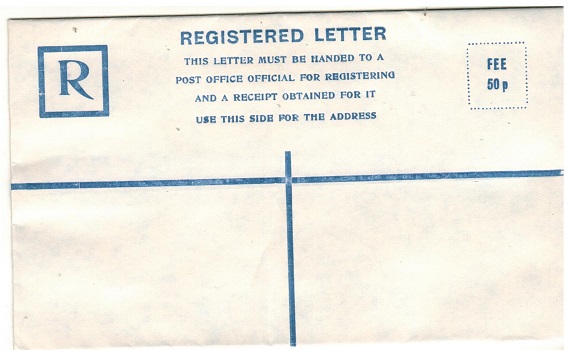 REGISTERED LETTER
R
THIS LETTER MUST BE HANDED TO A
POST OFFICE OFFICIAL FOR REGISTERING
AND A RECEIPT OBTAINED FOR IT
USE THIS SIDE FOR THE ADDRESS
FEE
50 p